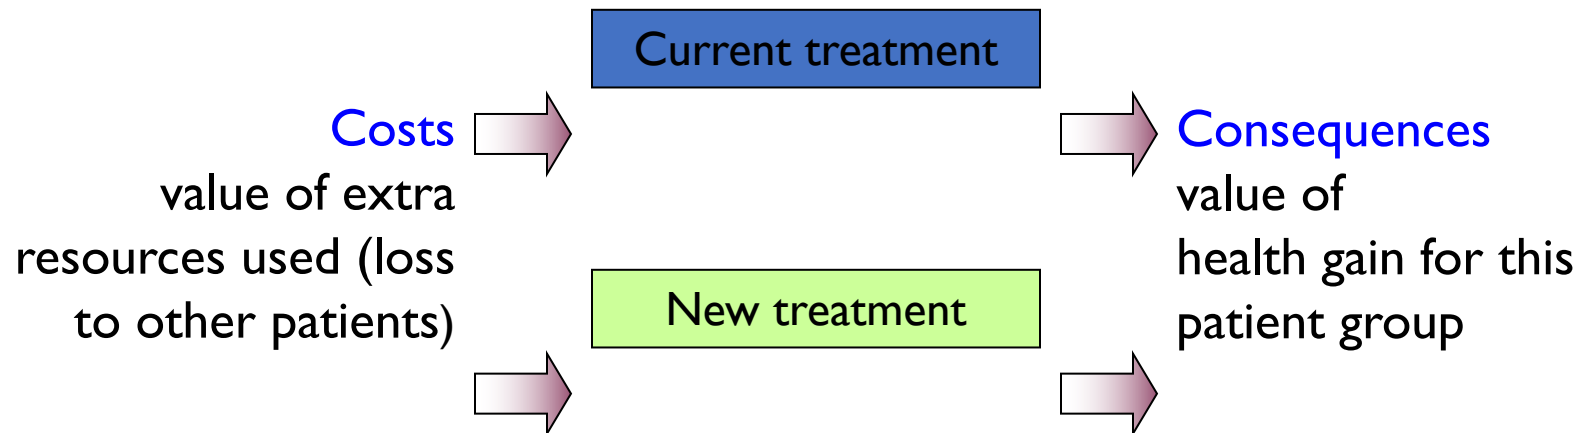 Current treatment
Costs
value of extra
resources used (loss
to other patients)
New treatment
Consequences
value of
health gain for this
patient group